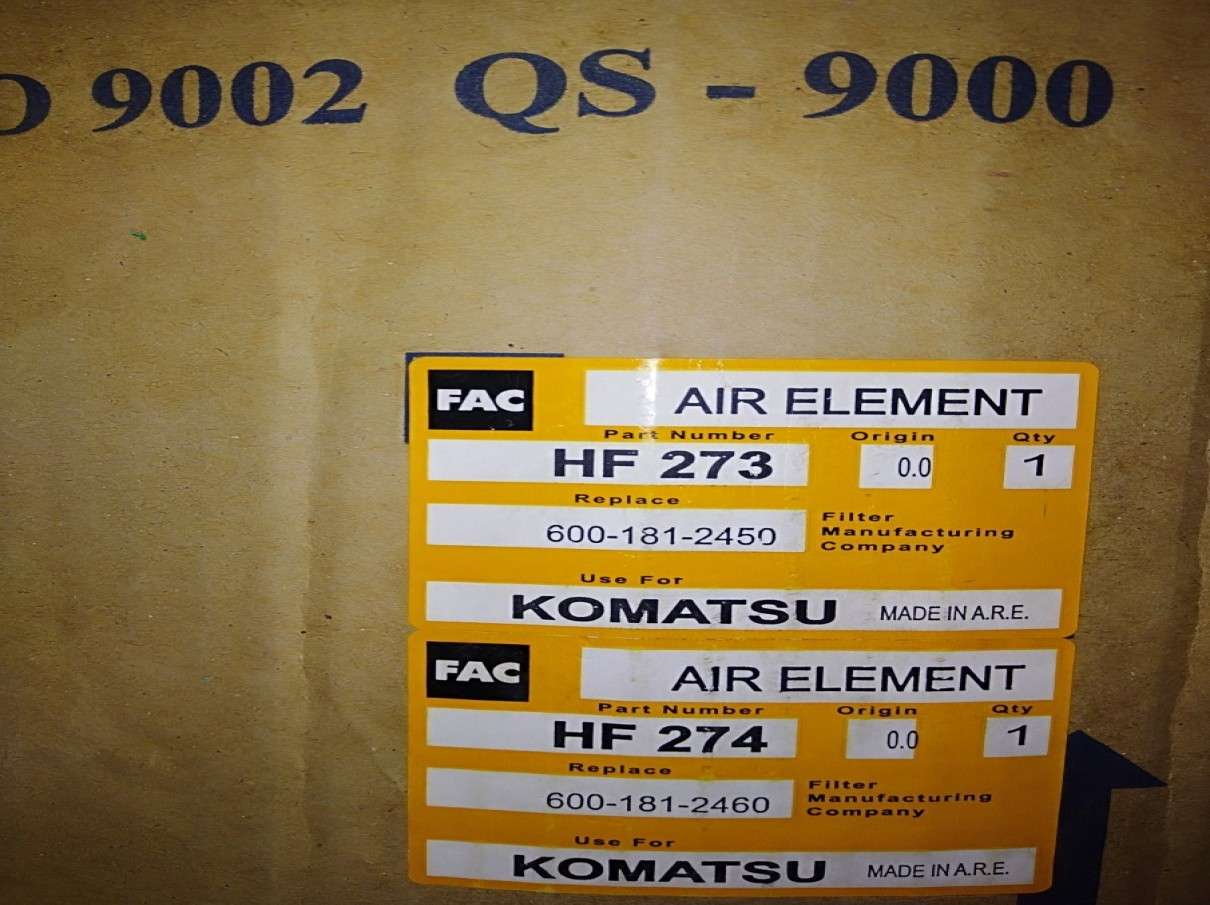 9002 QS - 9000
FAC AIR ELEMENT
Part Number Origin Qty
HF 273 0.0 1
Replace
600-181-2450
Filter
Manufacturing
Company
Use For
KOMATSU MADE IN A.R.E.
FAC AIR ELEMENT
Part Number Origin Qty
HF 274 0.0 1
Replace
600-181-2460
Filter
Manufacturing
Company
Use For
KOMATSU MADE IN A.R.E.